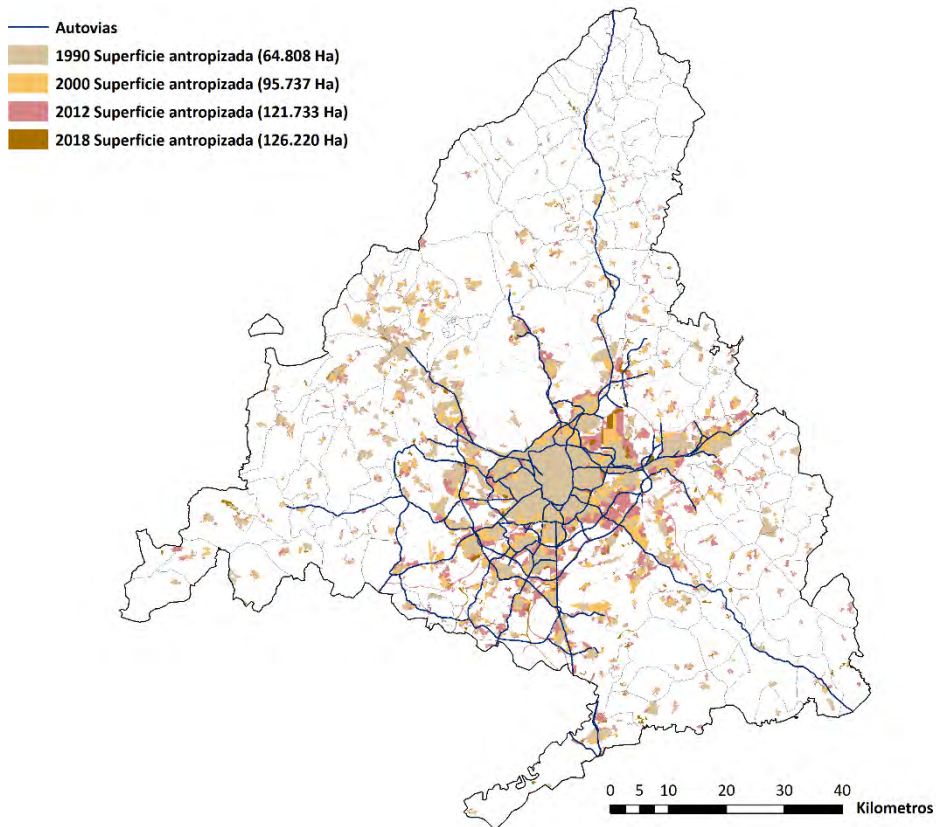 Autovias
1990 Superficie antropizada (64.808 Ha)
2000 Superficie antropizada (95.737 Ha)
2012 Superficie antropizada (121.733 Ha)
2018 Superficie antropizada (126.220 Ha)
0 5 10 20 30 40
Kilometros